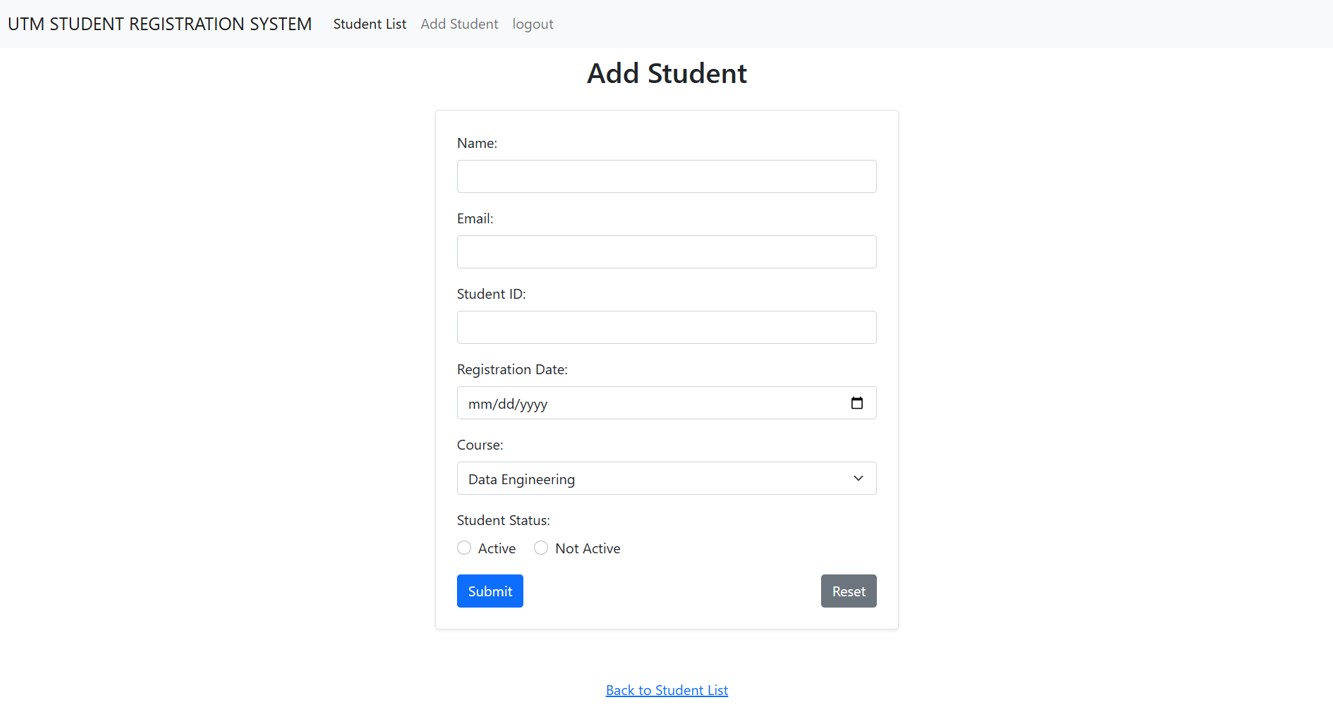 UTM STUDENT REGISTRATION SYSTEM Student List Add Student logout
Add Student
Name:
Email:
Student ID:
Registration Date:
mm/dd/yyyy
Course:
Data Engineering
Student Status:
Active Not Active
Submit Reset
Back to Student List